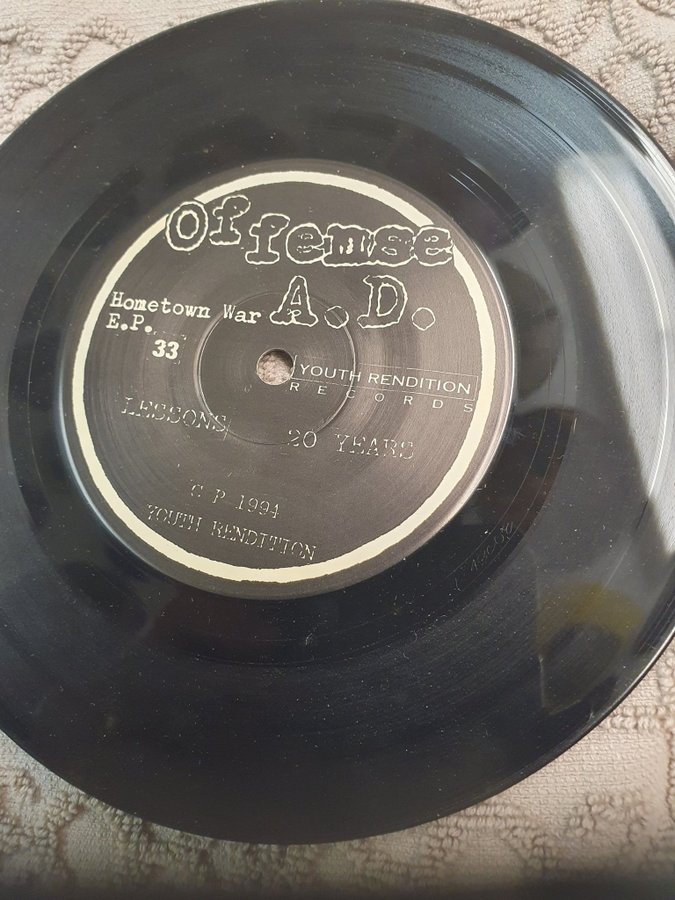 Offense
A.D.
Hometown War
E.P.
33
YOUTH RENDITION
RECORDS
LESSONS
20 YEARS
C P 1994
YOUTH RENDITION